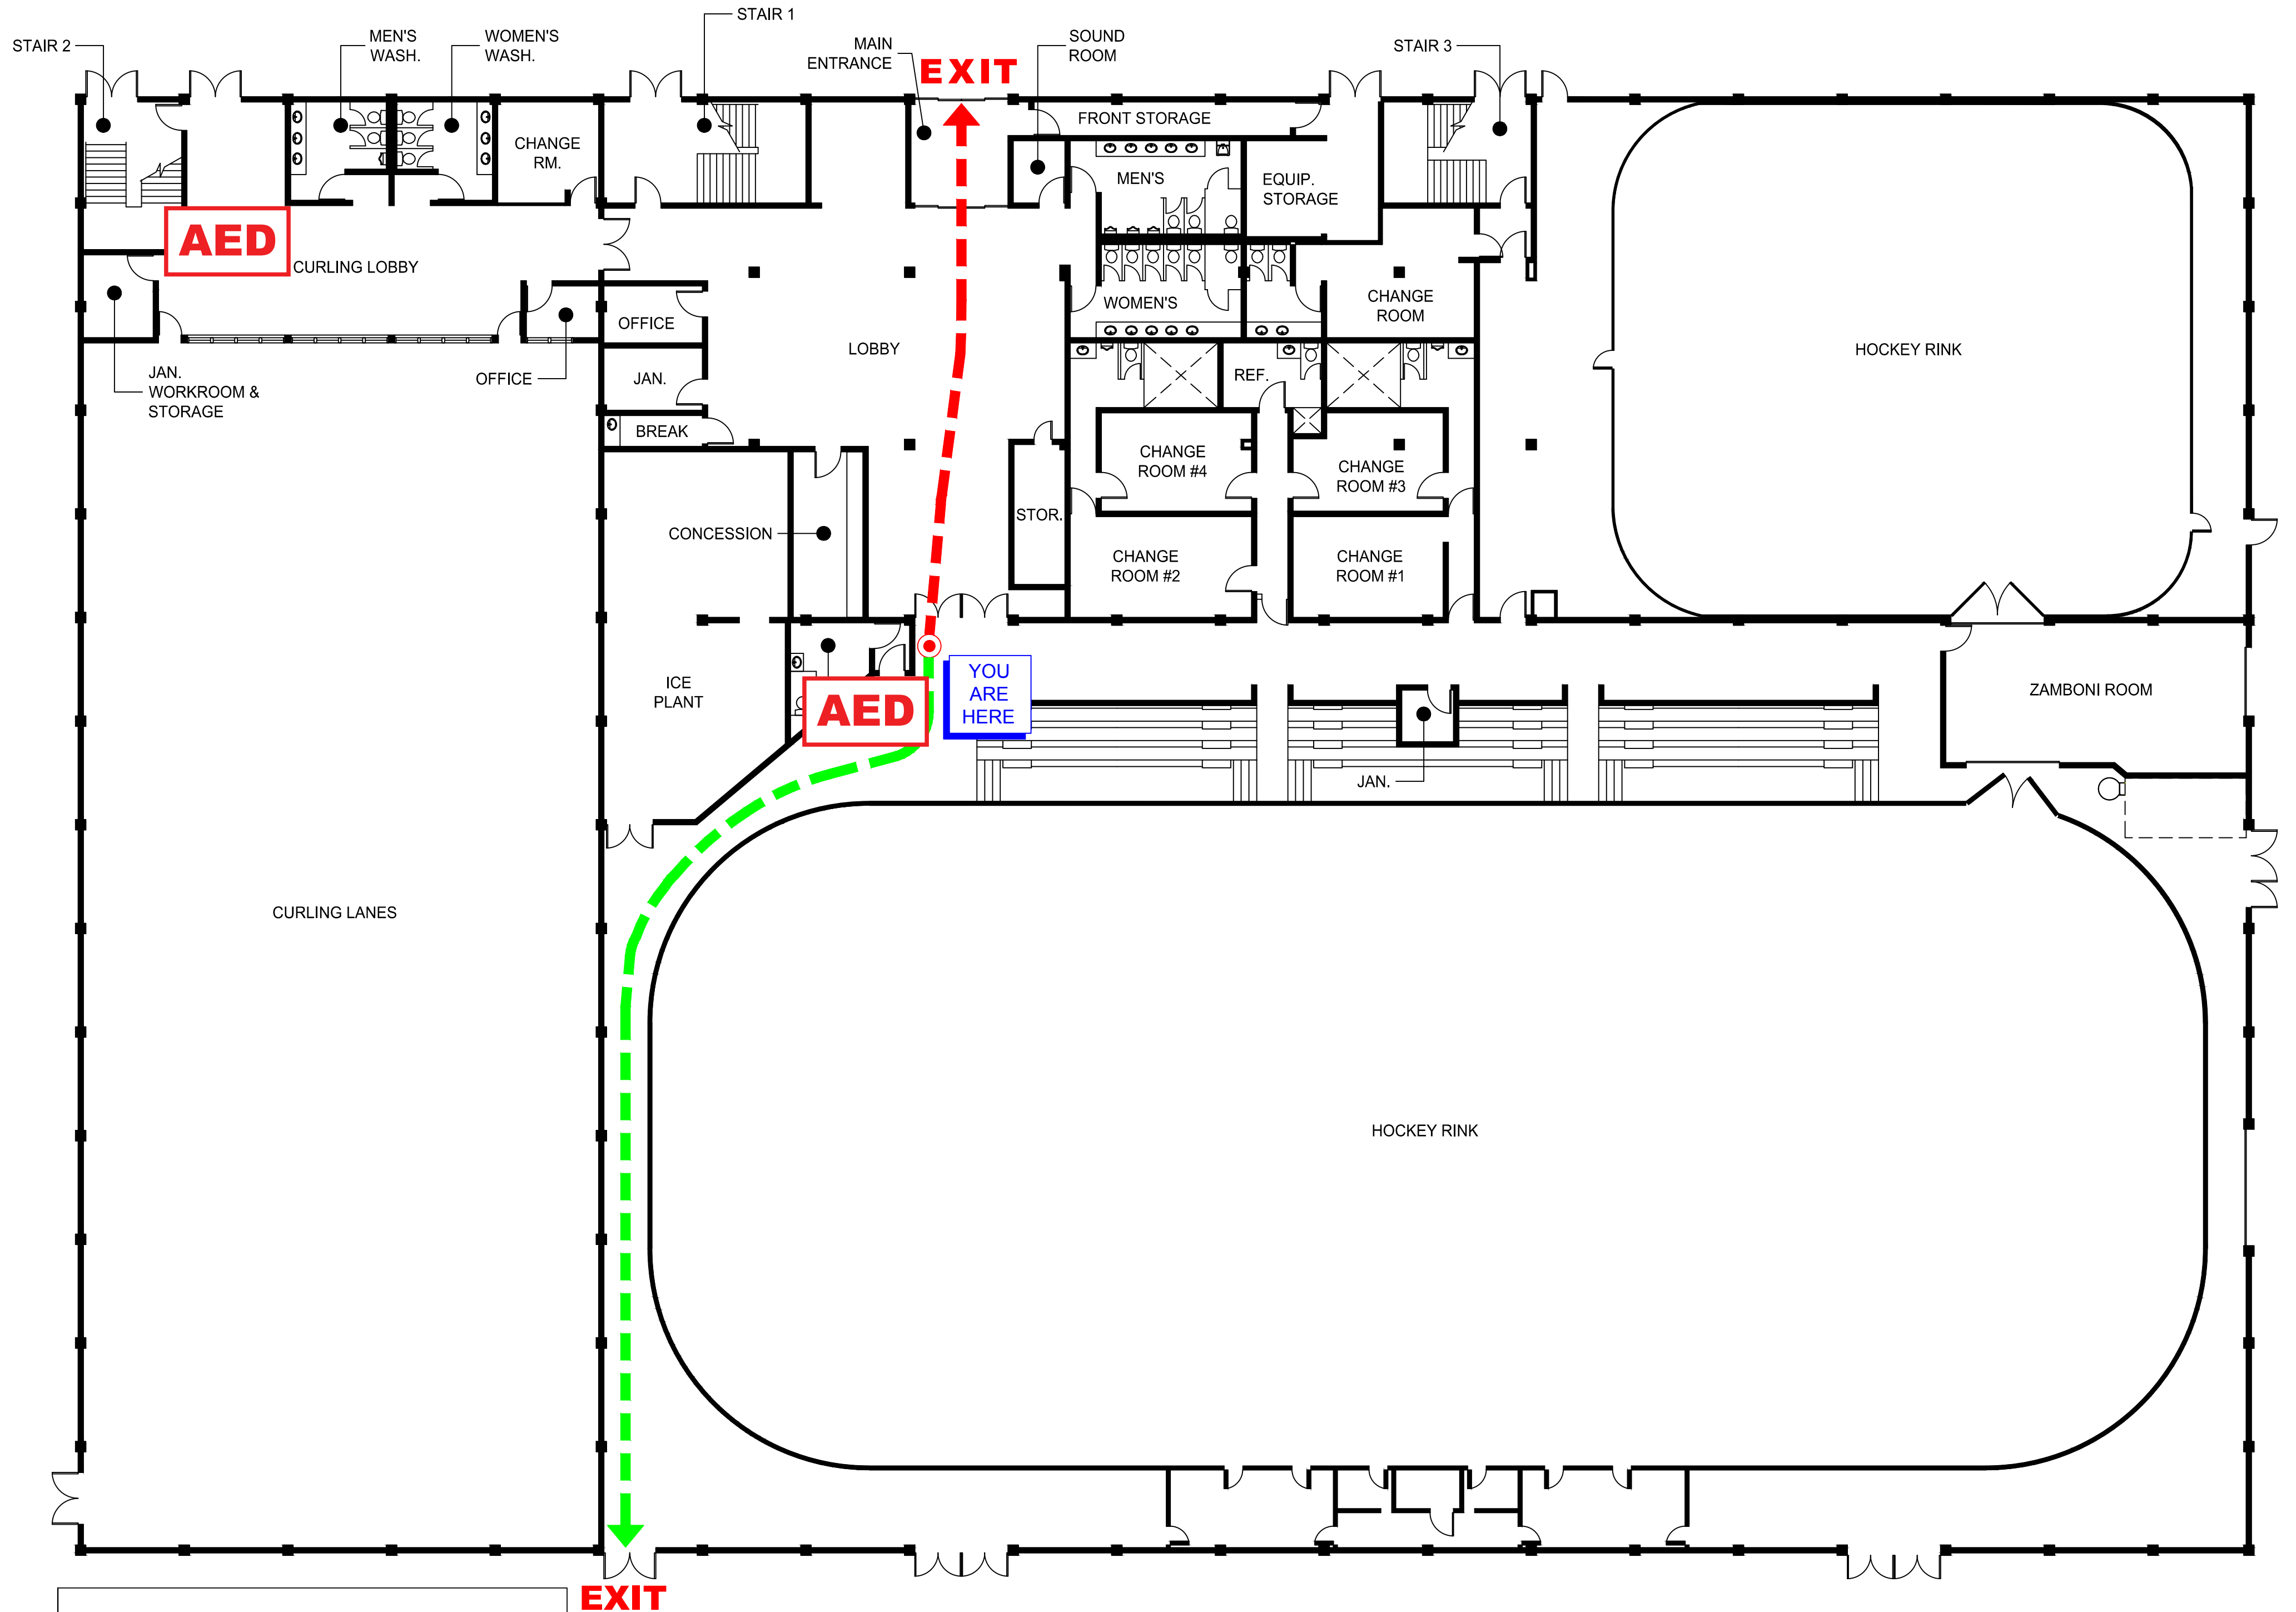 STAIR 1
STAIR 2
MEN'S
WASH.
WOMEN'S
WASH.
MAIN
ENTRANCE
EXIT
SOUND
ROOM
STAIR 3
CHANGE
RM.
FRONT STORAGE
MEN'S
EQUIP.
STORAGE
AED
CURLING LOBBY
WOMEN'S
CHANGE
ROOM
OFFICE
LOBBY
HOCKEY RINK
JAN.
WORKROOM &
STORAGE
OFFICE
JAN.
REF.
BREAK
CHANGE
ROOM #4
CHANGE
ROOM #3
STOR.
CONCESSION
CHANGE
ROOM #2
CHANGE
ROOM #1
ICE
PLANT
AED
YOU
ARE
HERE
ZAMBONI ROOM
JAN.
CURLING LANES
HOCKEY RINK
EXIT